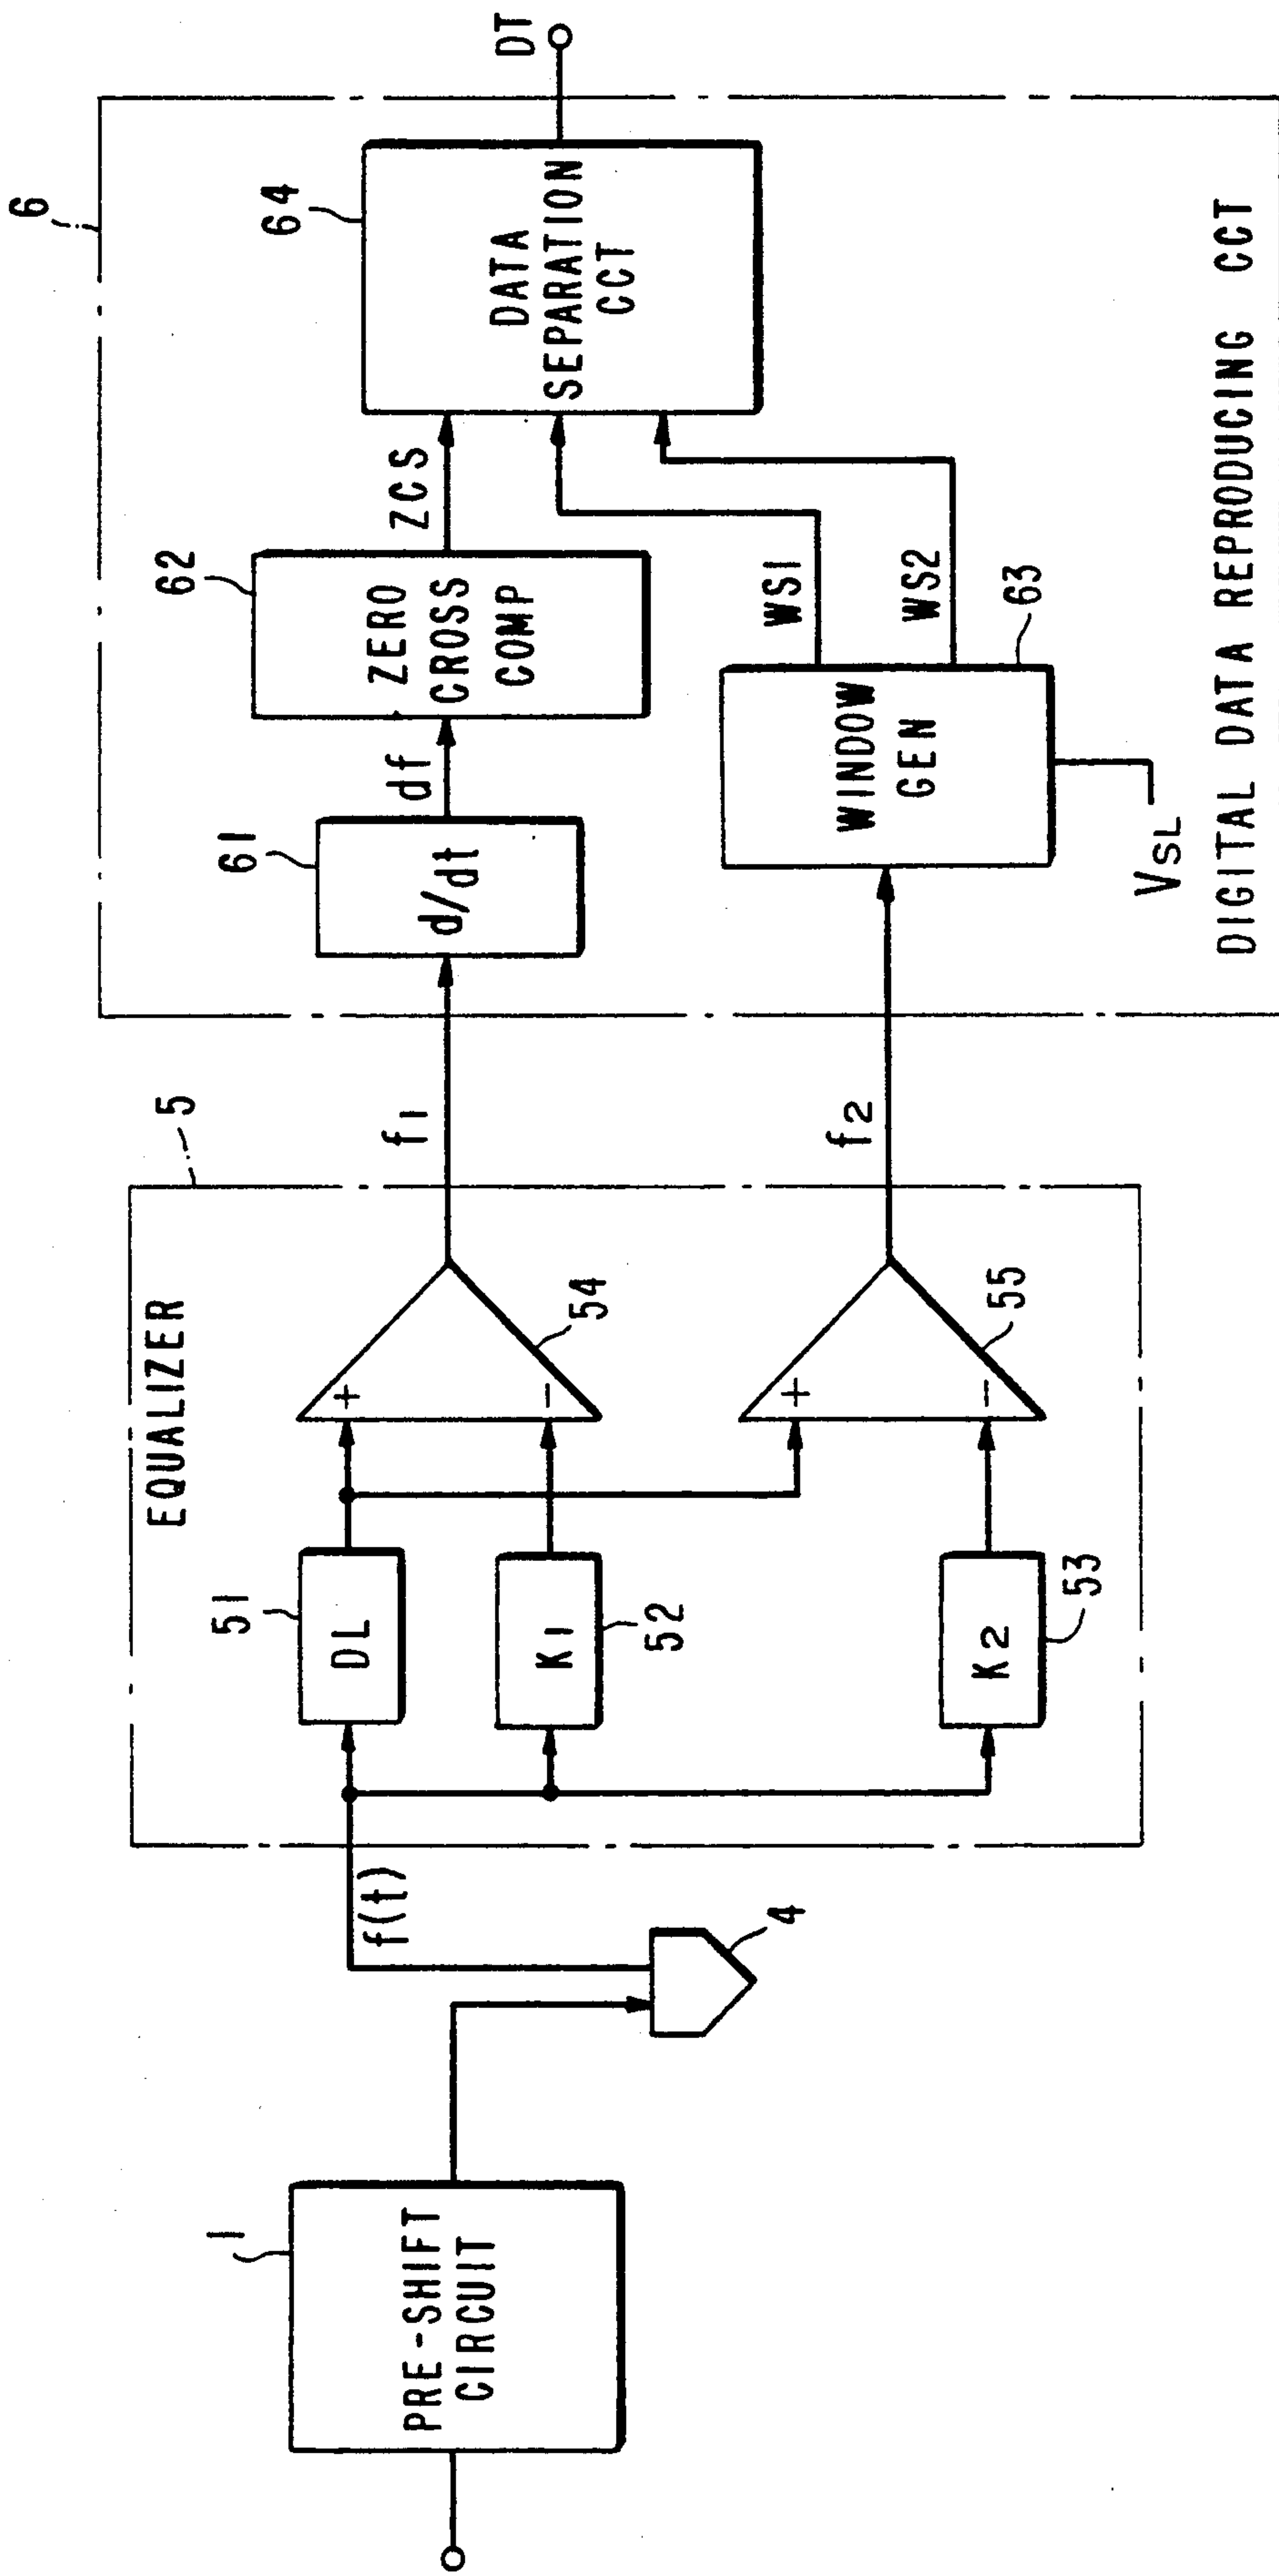 1
PRE-SHIFT
CIRCUIT
4
f(t)
EQUALIZER
5
51
DL
K1
52
K2
53
+
−
54
+
−
55
f1
f2
6
61
d/dt
df
62
ZERO
CROSS
COMP
ZCS
64
DATA
SEPARATION
CCT
DT
WINDOW
GEN
63
WS1
WS2
VSL
DIGITAL DATA REPRODUCING CCT